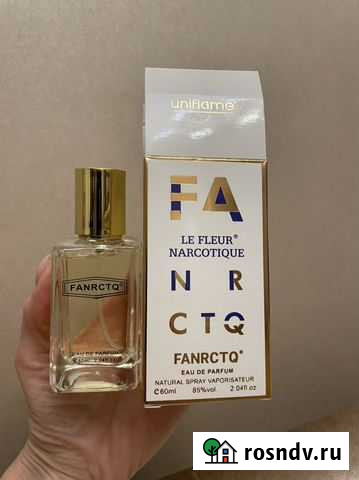 uniflame®
FA
LE FLEUR®
NARCOTIQUE
N R
CTQ
FANRCTQ®
EAU DE PARFUM
NATURAL SPRAY VAPORISATEUR
℮60ml 85%vol. 2.04fl oz
FANRCTQ®
EAU DE PARFUM
rosndv.ru